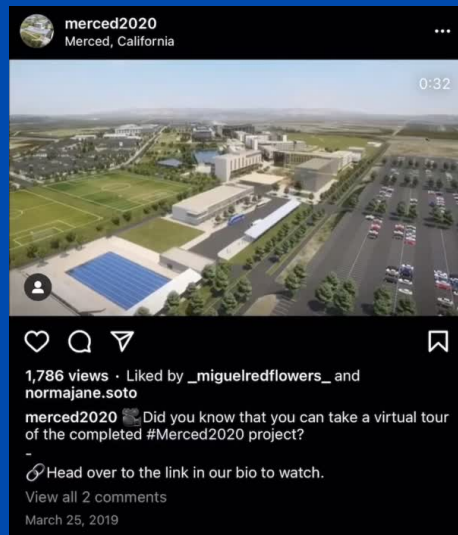 merced2020
Merced, California
0:32
1,786 views · Liked by _miguelredflowers_ and
normajane.soto
merced2020 🎥Did you know that you can take a virtual tour
of the completed #Merced2020 project?
-
🔗Head over to the link in our bio to watch.
View all 2 comments
March 25, 2019